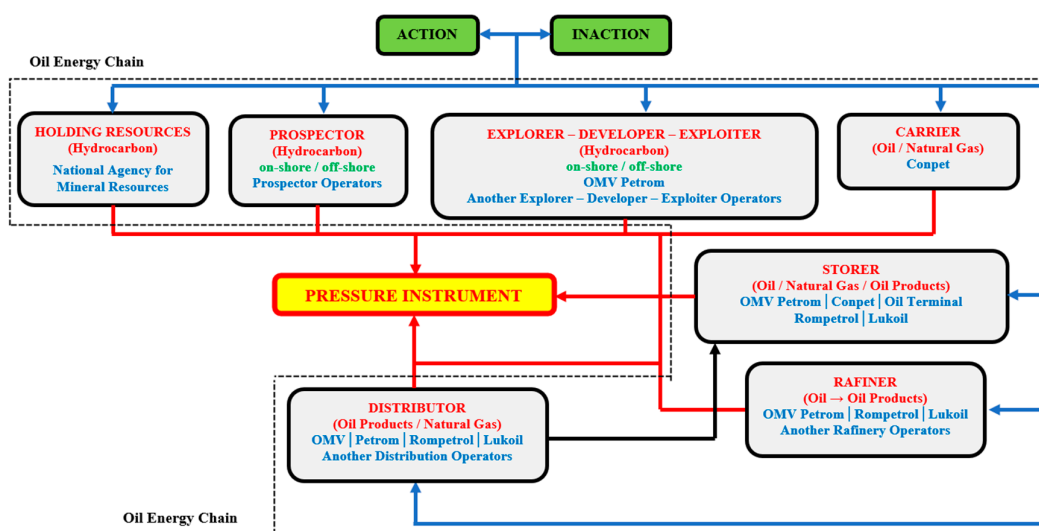 ACTION
INACTION
Oil Energy Chain
HOLDING RESOURCES
(Hydrocarbon)
National Agency for
Mineral Resources
PROSPECTOR
(Hydrocarbon)
on-shore / off-shore
Prospector Operators
EXPLORER – DEVELOPER – EXPLOITER
(Hydrocarbon)
on-shore / off-shore
OMV Petrom
Another Explorer – Developer – Exploiter Operators
CARRIER
(Oil / Natural Gas)
Conpet
PRESSURE INSTRUMENT
STORER
(Oil / Natural Gas / Oil Products)
OMV Petrom | Conpet | Oil Terminal
Rompetrol | Lukoil
RAFINER
(Oil → Oil Products)
OMV Petrom | Rompetrol | Lukoil
Another Rafinery Operators
DISTRIBUTOR
(Oil Products / Natural Gas)
OMV | Petrom | Rompetrol | Lukoil
Another Distribution Operators
Oil Energy Chain